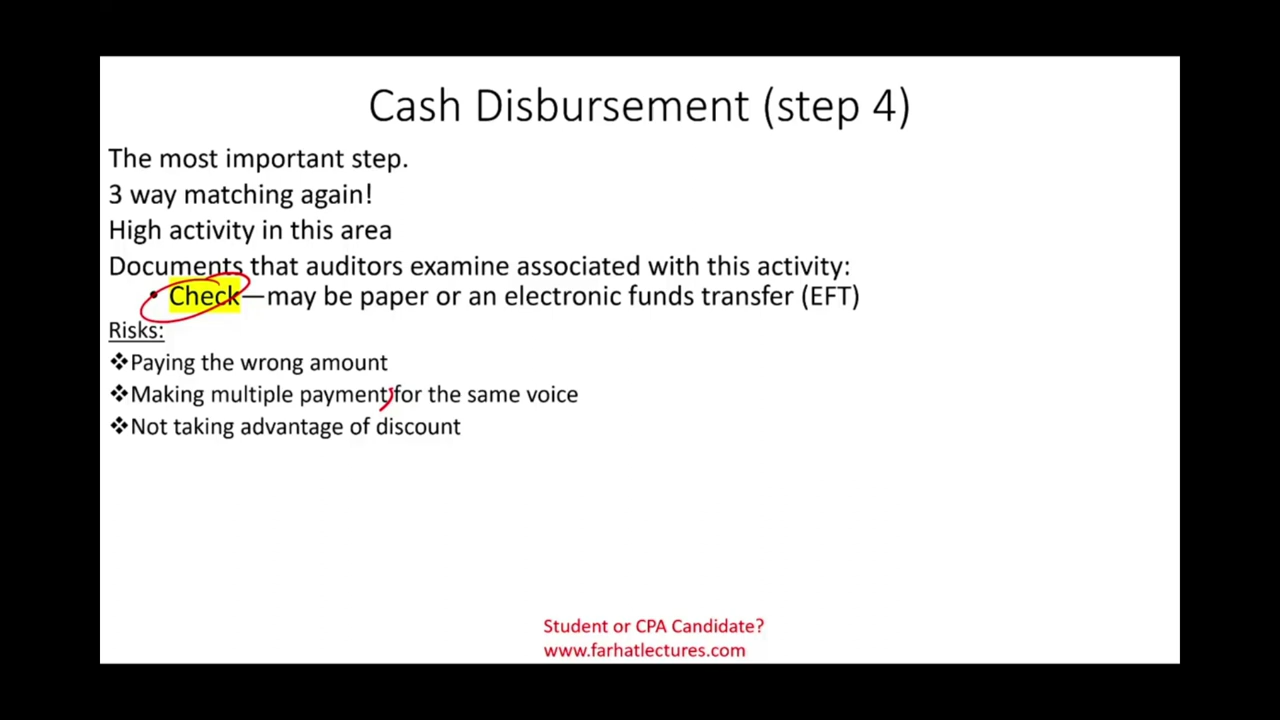 Cash Disbursement (step 4)
The most important step.
3 way matching again!
High activity in this area
Documents that auditors examine associated with this activity:
• Check—may be paper or an electronic funds transfer (EFT)
Risks:
❖Paying the wrong amount
❖Making multiple payment for the same voice
❖Not taking advantage of discount
Student or CPA Candidate?
www.farhatlectures.com